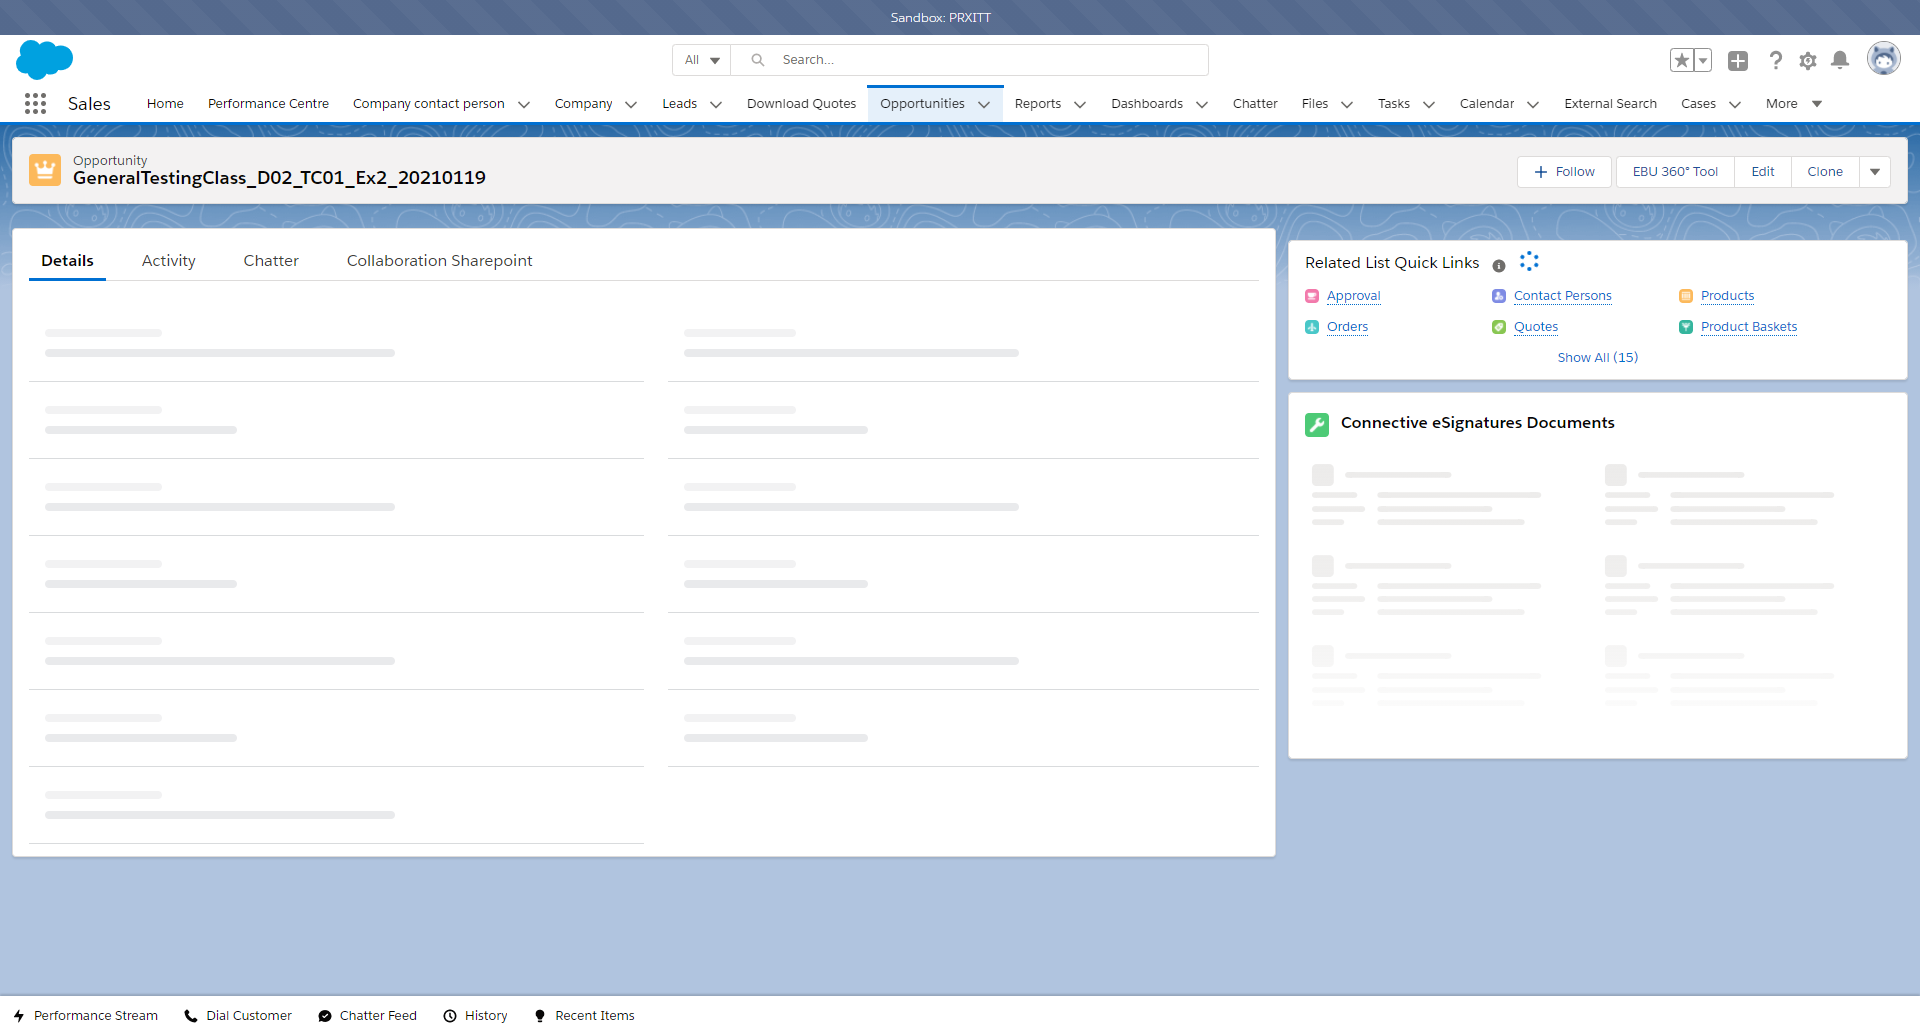 Sandbox: PRXITT
All
Search...
Sales
Home
Performance Centre
Company contact person
Company
Leads
Download Quotes
Opportunities
Reports
Dashboards
Chatter
Files
Tasks
Calendar
External Search
Cases
More
Opportunity
GeneralTestingClass_D02_TC01_Ex2_20210119
Follow
EBU 360° Tool
Edit
Clone
Details
Activity
Chatter
Collaboration Sharepoint
Related List Quick Links
Approval
Contact Persons
Products
Orders
Quotes
Product Baskets
Show All (15)
Connective eSignatures Documents
Performance Stream
Dial Customer
Chatter Feed
History
Recent Items